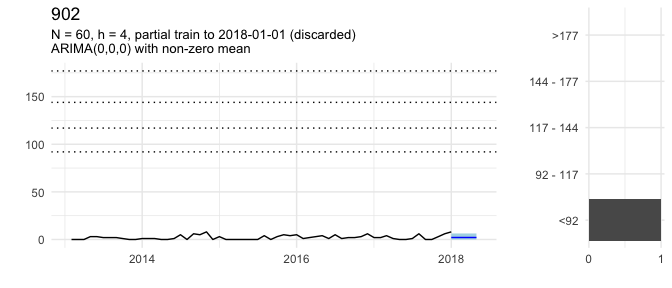 902
N = 60, h = 4, partial train to 2018-01-01 (discarded)
ARIMA(0,0,0) with non-zero mean
150
100
50
0
2014
2016
2018
>177
144 - 177
117 - 144
92 - 117
<92
0
1